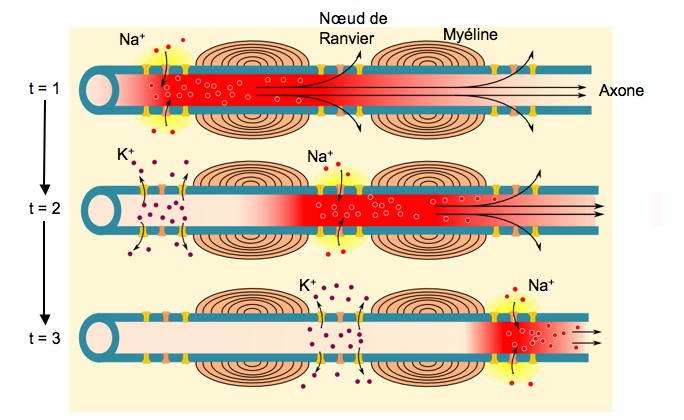 Nœud de
Ranvier
Myéline
Na⁺
t = 1
Axone
K⁺
Na⁺
t = 2
K⁺
Na⁺
t = 3